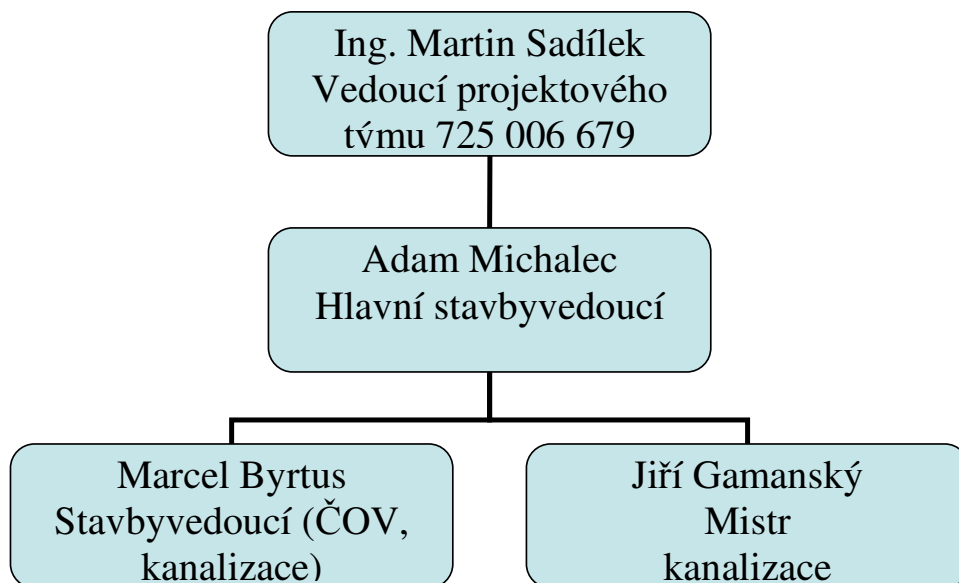 Ing. Martin Sadílek
Vedoucí projektového
týmu 725 006 679
Adam Michalec
Hlavní stavbyvedoucí
Marcel Byrtus
Stavbyvedoucí (ČOV,
kanalizace)
Jiří Gamanský
Mistr
kanalizace